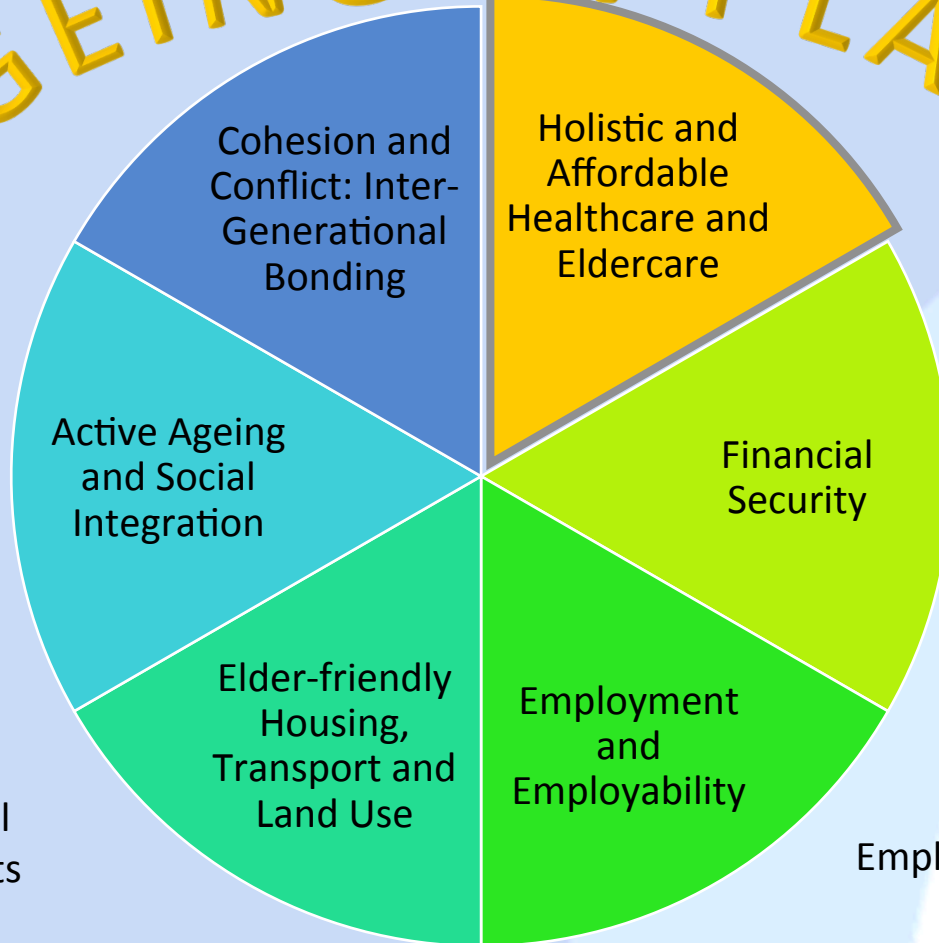 Cohesion and
Conflict: Inter-
Generational
Bonding
Holistic and
Affordable
Healthcare and
Eldercare
Active Ageing
and Social
Integration
Financial
Security
Elder-friendly
Housing,
Transport and
Land Use
Employment
and
Employability